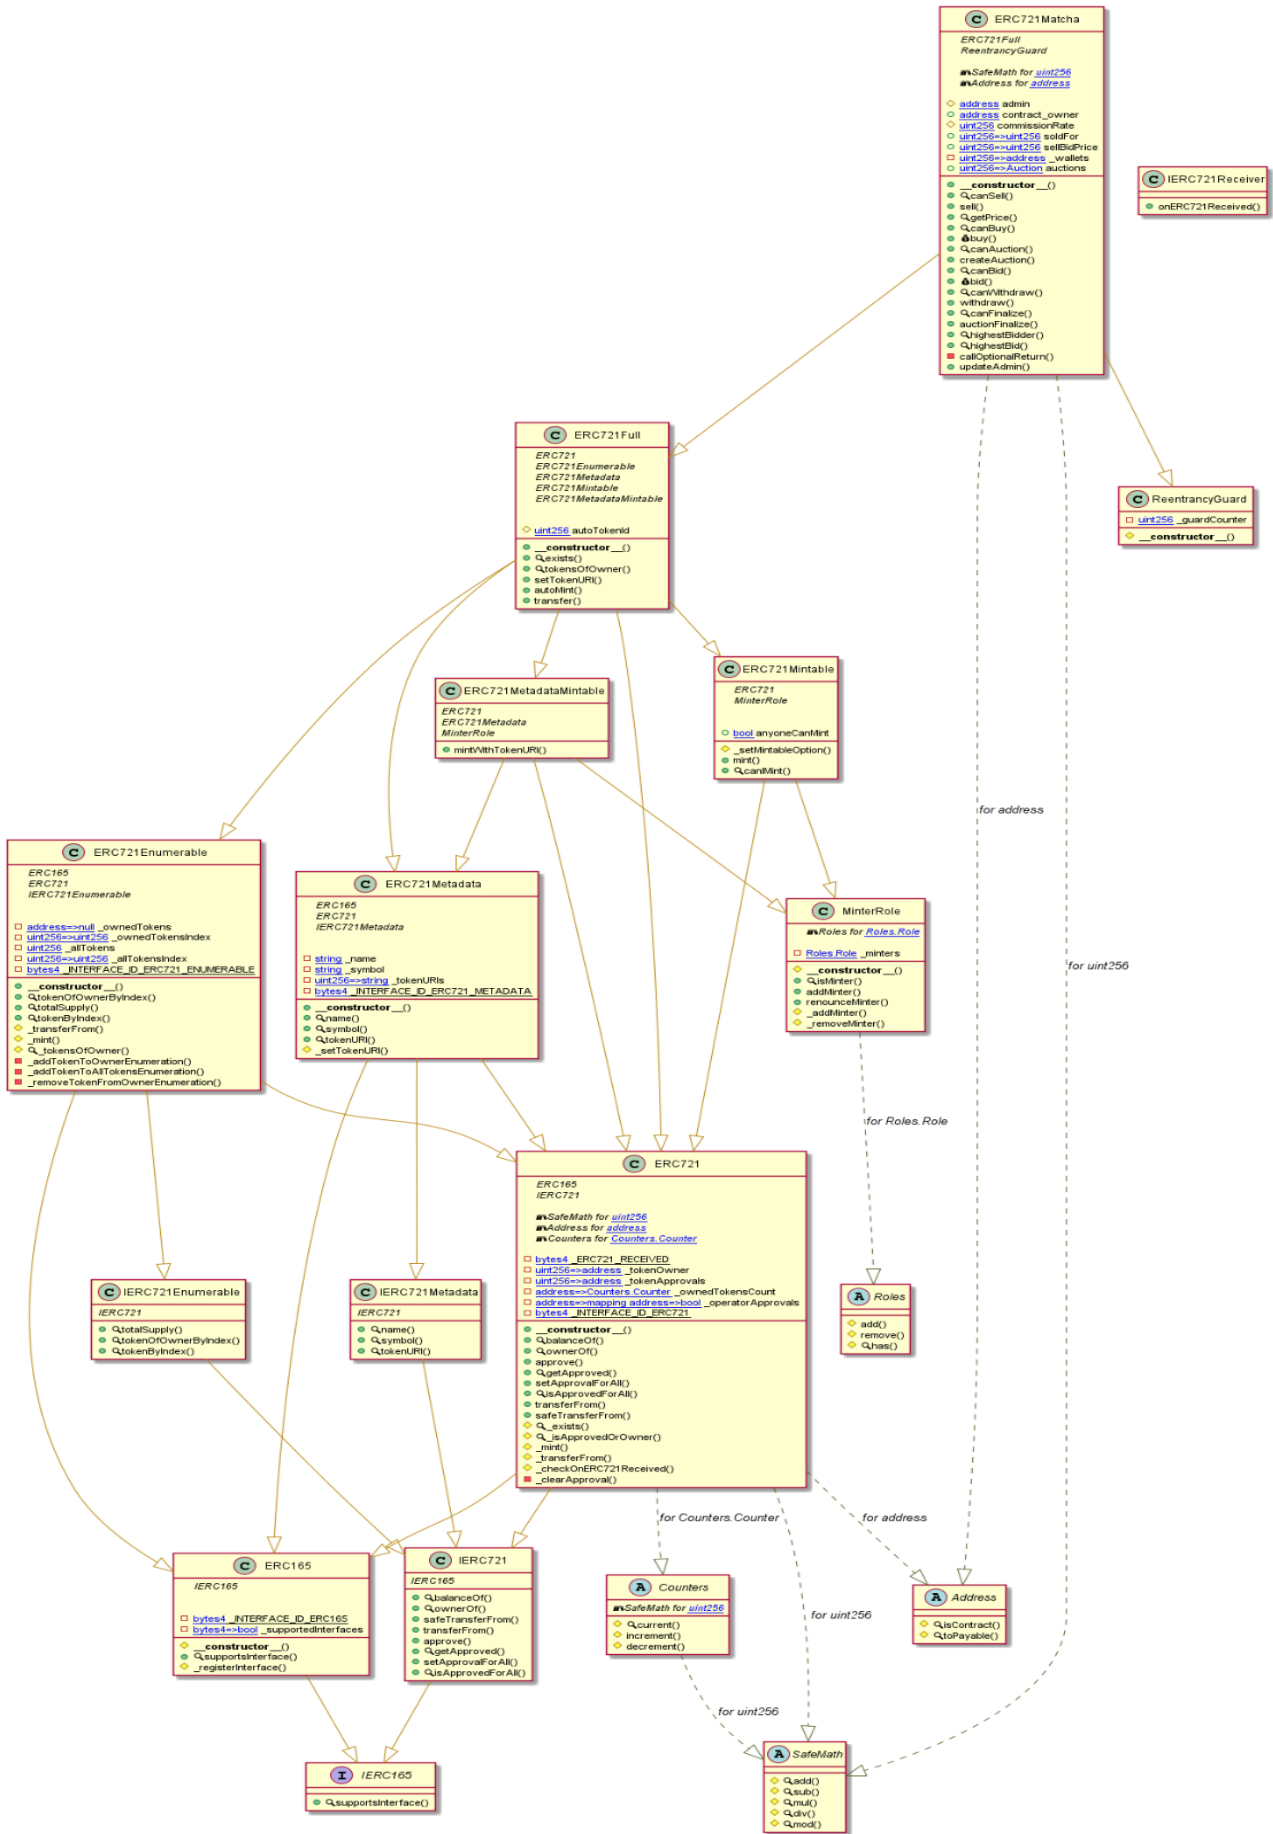 C ERC721Matcha
ERC721Full
ReentrancyGuard
SafeMath for uint256
Address for address
address admin
address contract_owner
uint256 commissionRate
uint256=>uint256 soldFor
uint256=>uint256 sellBidPrice
uint256=>address _wallets
uint256=>Auction auctions
__constructor__()
canSell()
sell()
getPrice()
canBuy()
buy()
canAuction()
createAuction()
canBid()
bid()
canWithdraw()
withdraw()
canFinalize()
auctionFinalize()
highestBidder()
highestBid()
callOptionalReturn()
updateAdmin()
C IERC721Receiver
onERC721Received()
C ERC721Full
ERC721
ERC721Enumerable
ERC721Metadata
ERC721Mintable
ERC721MetadataMintable
uint256 autoTokenId
__constructor__()
exists()
tokensOfOwner()
setTokenURI()
autoMint()
transfer()
C ReentrancyGuard
uint256 _guardCounter
__constructor__()
C ERC721MetadataMintable
ERC721
ERC721Metadata
MinterRole
mintWithTokenURI()
C ERC721Mintable
ERC721
MinterRole
bool anyoneCanMint
_setMintableOption()
mint()
canIMint()
for address
for uint256
C ERC721Enumerable
ERC165
ERC721
IERC721Enumerable
address=>null _ownedTokens
uint256=>uint256 _ownedTokensIndex
uint256 _allTokens
uint256=>uint256 _allTokensIndex
bytes4 _INTERFACE_ID_ERC721_ENUMERABLE
__constructor__()
tokenOfOwnerByIndex()
totalSupply()
tokenByIndex()
_transferFrom()
_mint()
_tokensOfOwner()
_addTokenToOwnerEnumeration()
_addTokenToAllTokensEnumeration()
_removeTokenFromOwnerEnumeration()
C ERC721Metadata
ERC165
ERC721
IERC721Metadata
string _name
string _symbol
uint256=>string _tokenURIs
bytes4 _INTERFACE_ID_ERC721_METADATA
__constructor__()
name()
symbol()
tokenURI()
_setTokenURI()
C MinterRole
Roles for Roles.Role
Roles.Role _minters
__constructor__()
isMinter()
addMinter()
renounceMinter()
_addMinter()
_removeMinter()
for Roles.Role
C ERC721
ERC165
IERC721
SafeMath for uint256
Address for address
Counters for Counters.Counter
bytes4 _ERC721_RECEIVED
uint256=>address _tokenOwner
uint256=>address _tokenApprovals
address=>Counters.Counter _ownedTokensCount
address=>mapping address=>bool _operatorApprovals
bytes4 _INTERFACE_ID_ERC721
__constructor__()
balanceOf()
ownerOf()
approve()
getApproved()
setApprovalForAll()
isApprovedForAll()
transferFrom()
safeTransferFrom()
_exists()
_isApprovedOrOwner()
_mint()
_transferFrom()
_checkOnERC721Received()
_clearApproval()
C IERC721Enumerable
IERC721
totalSupply()
tokenOfOwnerByIndex()
tokenByIndex()
C IERC721Metadata
IERC721
name()
symbol()
tokenURI()
A Roles
add()
remove()
has()
for Counters.Counter
for address
for uint256
C ERC165
IERC165
bytes4 _INTERFACE_ID_ERC165
bytes4=>bool _supportedInterfaces
__constructor__()
supportsInterface()
_registerInterface()
C IERC721
IERC165
balanceOf()
ownerOf()
safeTransferFrom()
transferFrom()
approve()
getApproved()
setApprovalForAll()
isApprovedForAll()
A Counters
SafeMath for uint256
current()
increment()
decrement()
A Address
isContract()
toPayable()
for uint256
I IERC165
supportsInterface()
A SafeMath
add()
sub()
mul()
div()
mod()